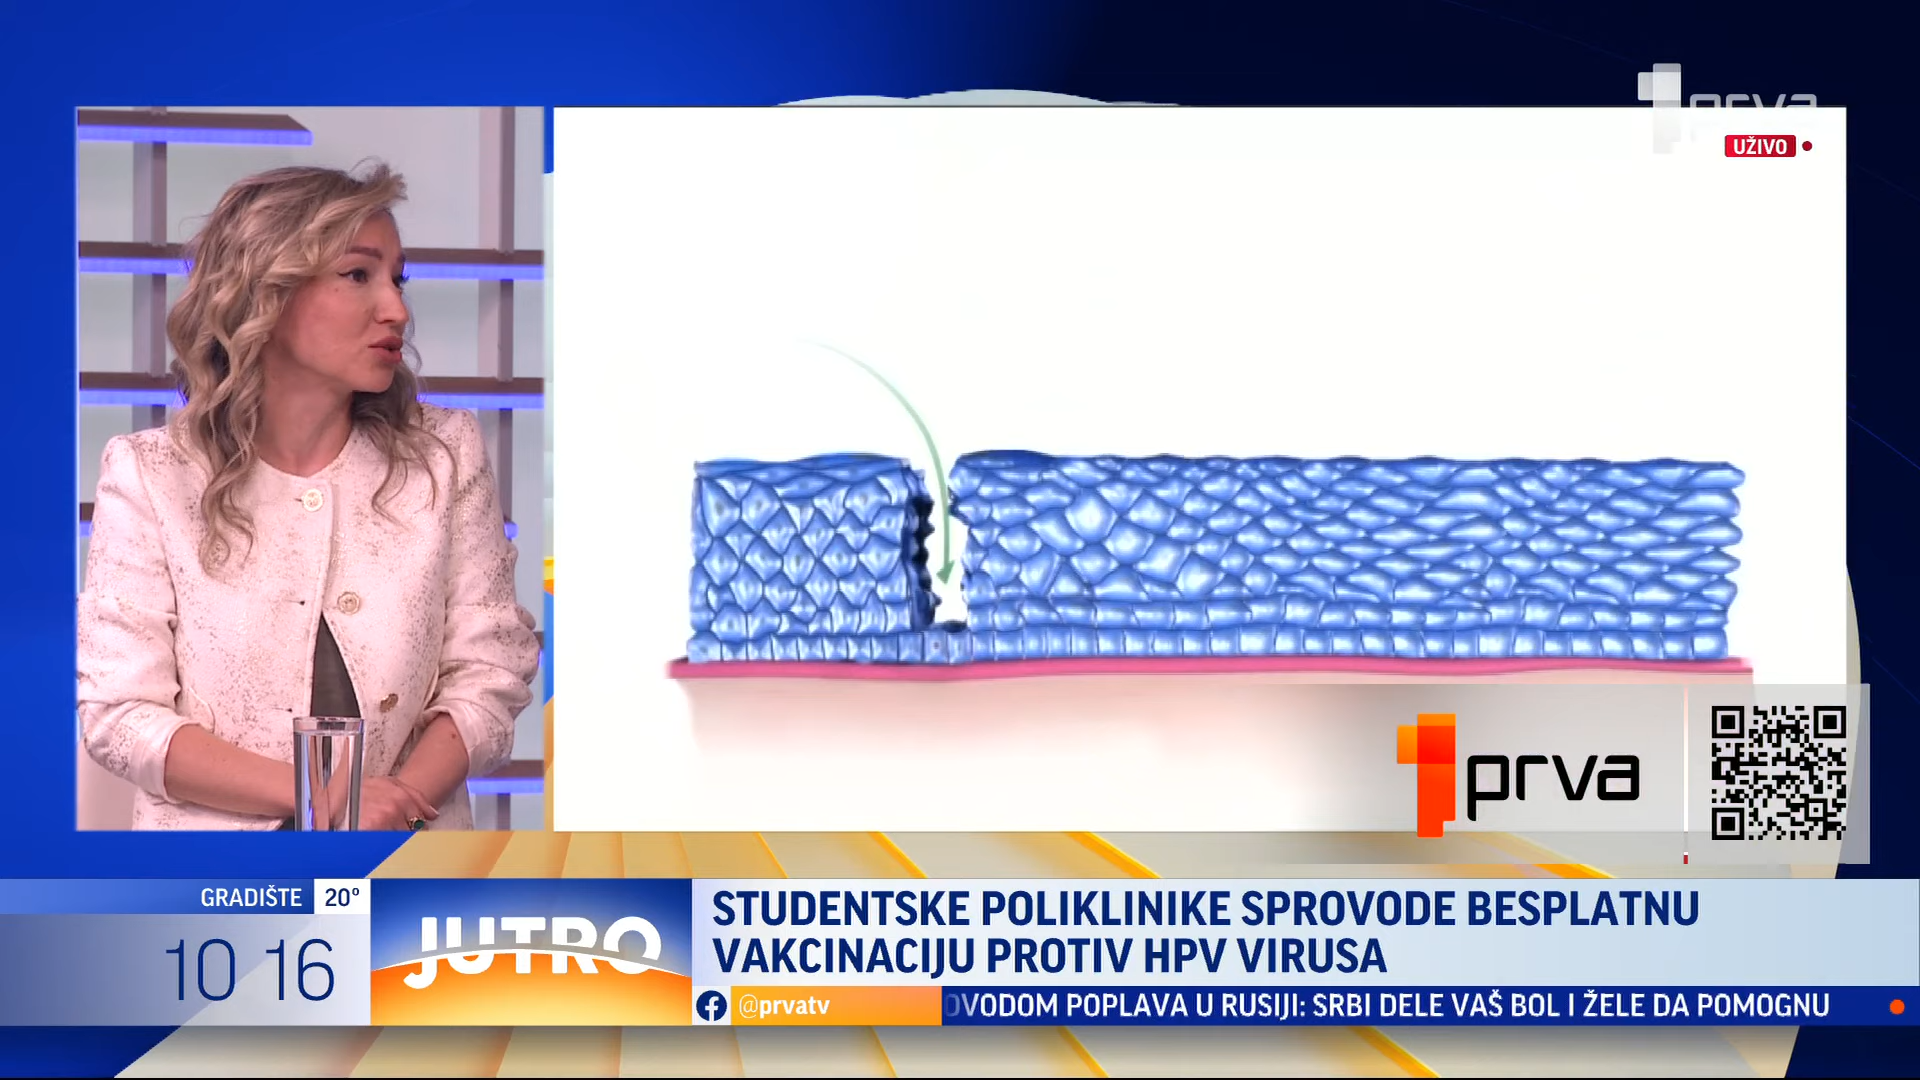 prva
UŽIVO
prva
GRADIŠTE 20°
10 16
JUTRO
STUDENTSKE POLIKLINIKE SPROVODE BESPLATNU
VAKCINACIJU PROTIV HPV VIRUSA
@prvatv
OVODOM POPLAVA U RUSIJI: SRBI DELE VAŠ BOL I ŽELE DA POMOGNU